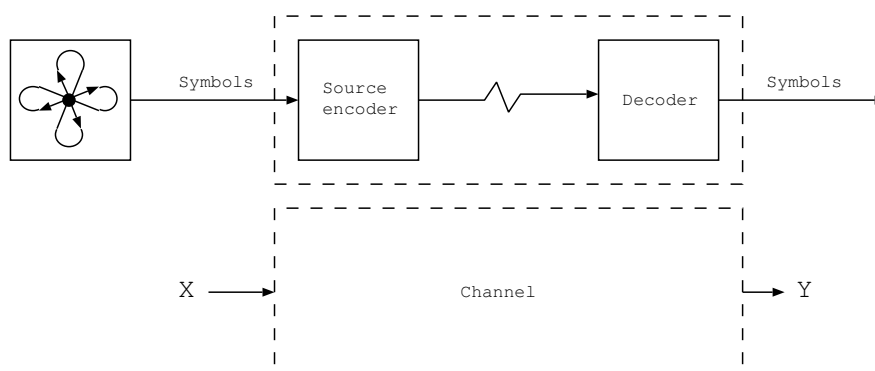 Symbols
Source
encoder
Decoder
Symbols
X
Channel
Y